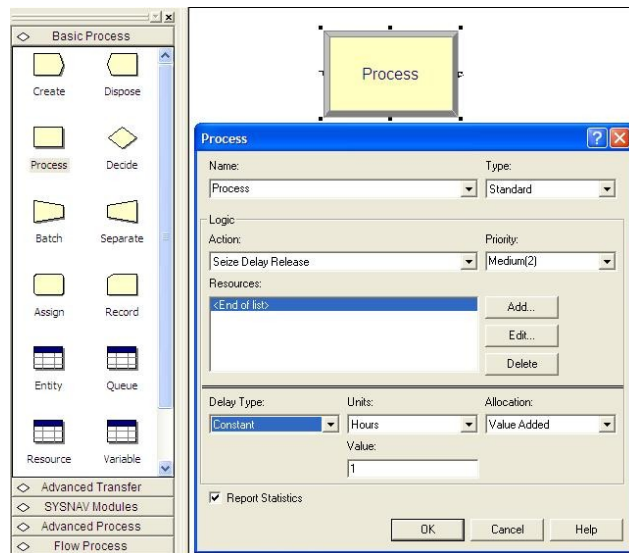 Basic Process
Create
Dispose
Process
Decide
Batch
Separate
Assign
Record
Entity
Queue
Resource
Variable
Advanced Transfer
SYSNAV Modules
Advanced Process
Flow Process
Process
Process
Name:
Type:
Process
Standard
Logic
Action:
Priority:
Seize Delay Release
Medium(2)
Resources:
<End of list>
Add...
Edit...
Delete
Delay Type:
Units:
Allocation:
Constant
Hours
Value Added
Value:
1
Report Statistics
OK
Cancel
Help